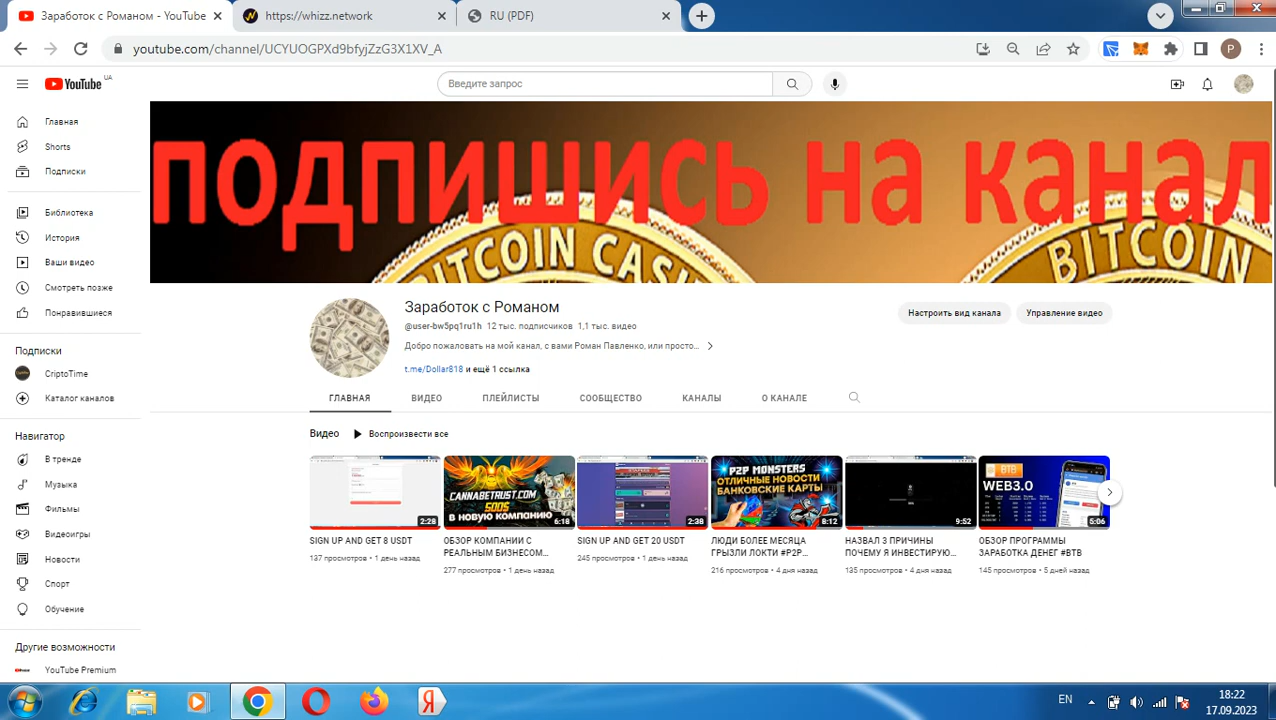 Заработок с Романом - YouTube
https://whizz.network
RU (PDF)
youtube.com/channel/UCYUOGPXd9bfyjZzG3X1XV_A
P
YouTube UA
Введите запрос
Главная
Shorts
Подписки
Библиотека
История
Ваши видео
Смотреть позже
Понравившиеся
Подписки
CriptoTime
Каталог каналов
Навигатор
В тренде
Музыка
Фильмы
Видеоигры
Новости
Спорт
Обучение
Другие возможности
YouTube Premium
подпишись на канал
BITCOIN CASH
BITCOIN
Заработок с Романом
@user-bw5pq1ru1h 12 тыс. подписчиков 1,1 тыс. видео
Добро пожаловать на мой канал, с вами Роман Павленко, или просто…
t.me/Dollar818 и ещё 1 ссылка
Настроить вид канала
Управление видео
ГЛАВНАЯ ВИДЕО ПЛЕЙЛИСТЫ СООБЩЕСТВО КАНАЛЫ О КАНАЛЕ
Видео Воспроизвести все
2:28
SIGN UP AND GET 8 USDT
137 просмотров • 1 день назад
CANNABETRUST.COM
500$
В НОВУЮ КОМПАНИЮ
6:18
ОБЗОР КОМПАНИИ С
РЕАЛЬНЫМ БИЗНЕСОМ…
277 просмотров • 1 день назад
2:38
SIGN UP AND GET 20 USDT
245 просмотров • 1 день назад
P2P MONSTERS
ОТЛИЧНЫЕ НОВОСТИ
БАНКОВСКИЕ КАРТЫ
8:12
ЛЮДИ БОЛЕЕ МЕСЯЦА
ГРЫЗЛИ ЛОКТИ #P2P…
216 просмотров • 4 дня назад
9:52
НАЗВАЛ 3 ПРИЧИНЫ
ПОЧЕМУ Я ИНВЕСТИРУЮ…
135 просмотров • 4 дня назад
BTB
WEB3.0
5:06
ОБЗОР ПРОГРАММЫ
ЗАРАБОТКА ДЕНЕГ #BTB
145 просмотров • 5 дней назад
EN
18:22
17.09.2023